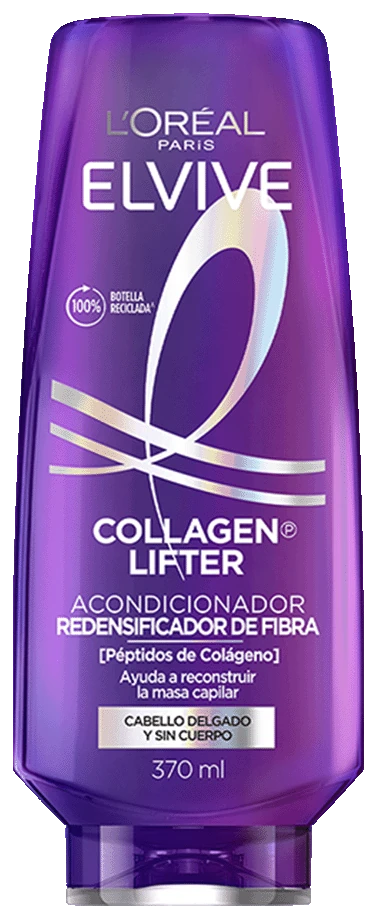 L'ORÉAL
PARIS
ELVIVE
100%
BOTELLA
RECICLADA^
COLLAGEN℗
LIFTER
ACONDICIONADOR
REDENSIFICADOR DE FIBRA
[Péptidos de Colágeno]
Ayuda a reconstruir
la masa capilar
CABELLO DELGADO
Y SIN CUERPO
370 ml